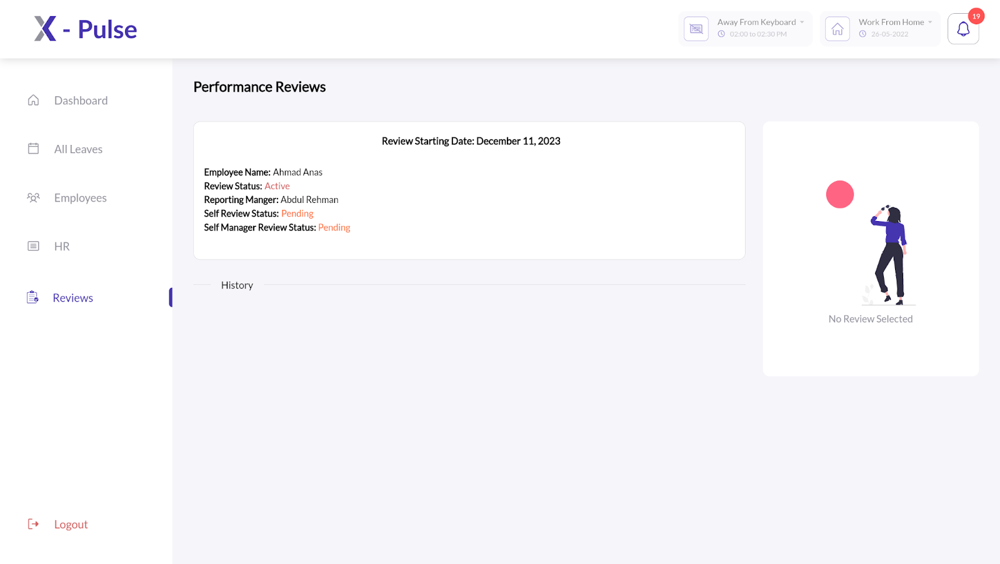 X - Pulse
Away From Keyboard
02:00 to 02:30 PM
Work From Home
26-05-2022
19
Dashboard
All Leaves
Employees
HR
Reviews
Logout
Performance Reviews
Review Starting Date: December 11, 2023
Employee Name: Ahmad Anas
Review Status: Active
Reporting Manger: Abdul Rehman
Self Review Status: Pending
Self Manager Review Status: Pending
History
No Review Selected